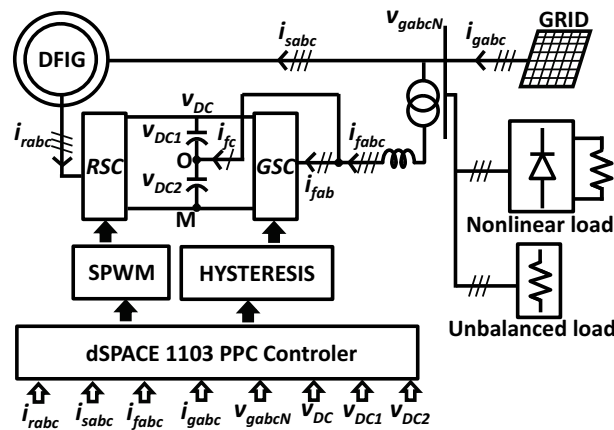 GRID
v_gabcN
i_sabc
i_gabc
DFIG
v_DC
i_rabc
v_DC1
i_fc
i_fabc
RSC
O
GSC
v_DC2
i_fab
M
Nonlinear load
SPWM
HYSTERESIS
Unbalanced load
dSPACE 1103 PPC Controler
i_rabc i_sabc i_fabc i_gabc v_gabcN v_DC v_DC1 v_DC2